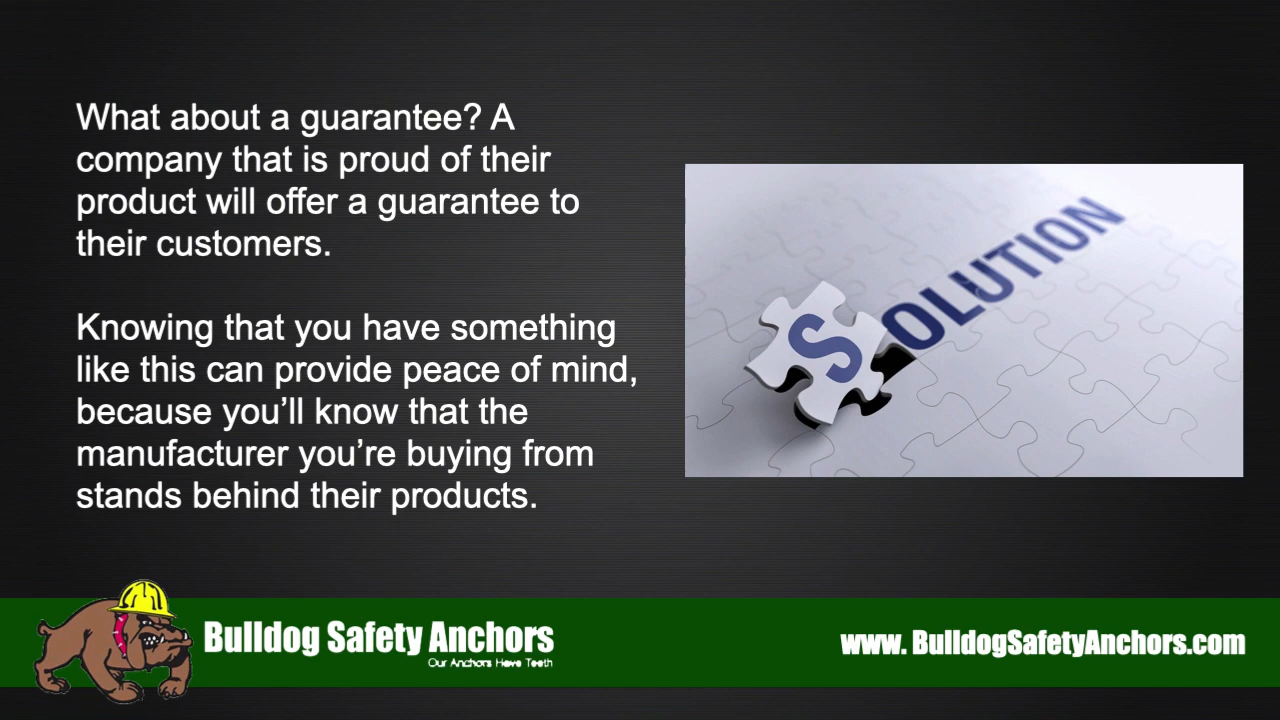 What about a guarantee? A
company that is proud of their
product will offer a guarantee to
their customers.
Knowing that you have something
like this can provide peace of mind,
because you’ll know that the
manufacturer you’re buying from
stands behind their products.
SOLUTION
Bulldog Safety Anchors
Our Anchors Have Teeth
www. BulldogSafetyAnchors.com